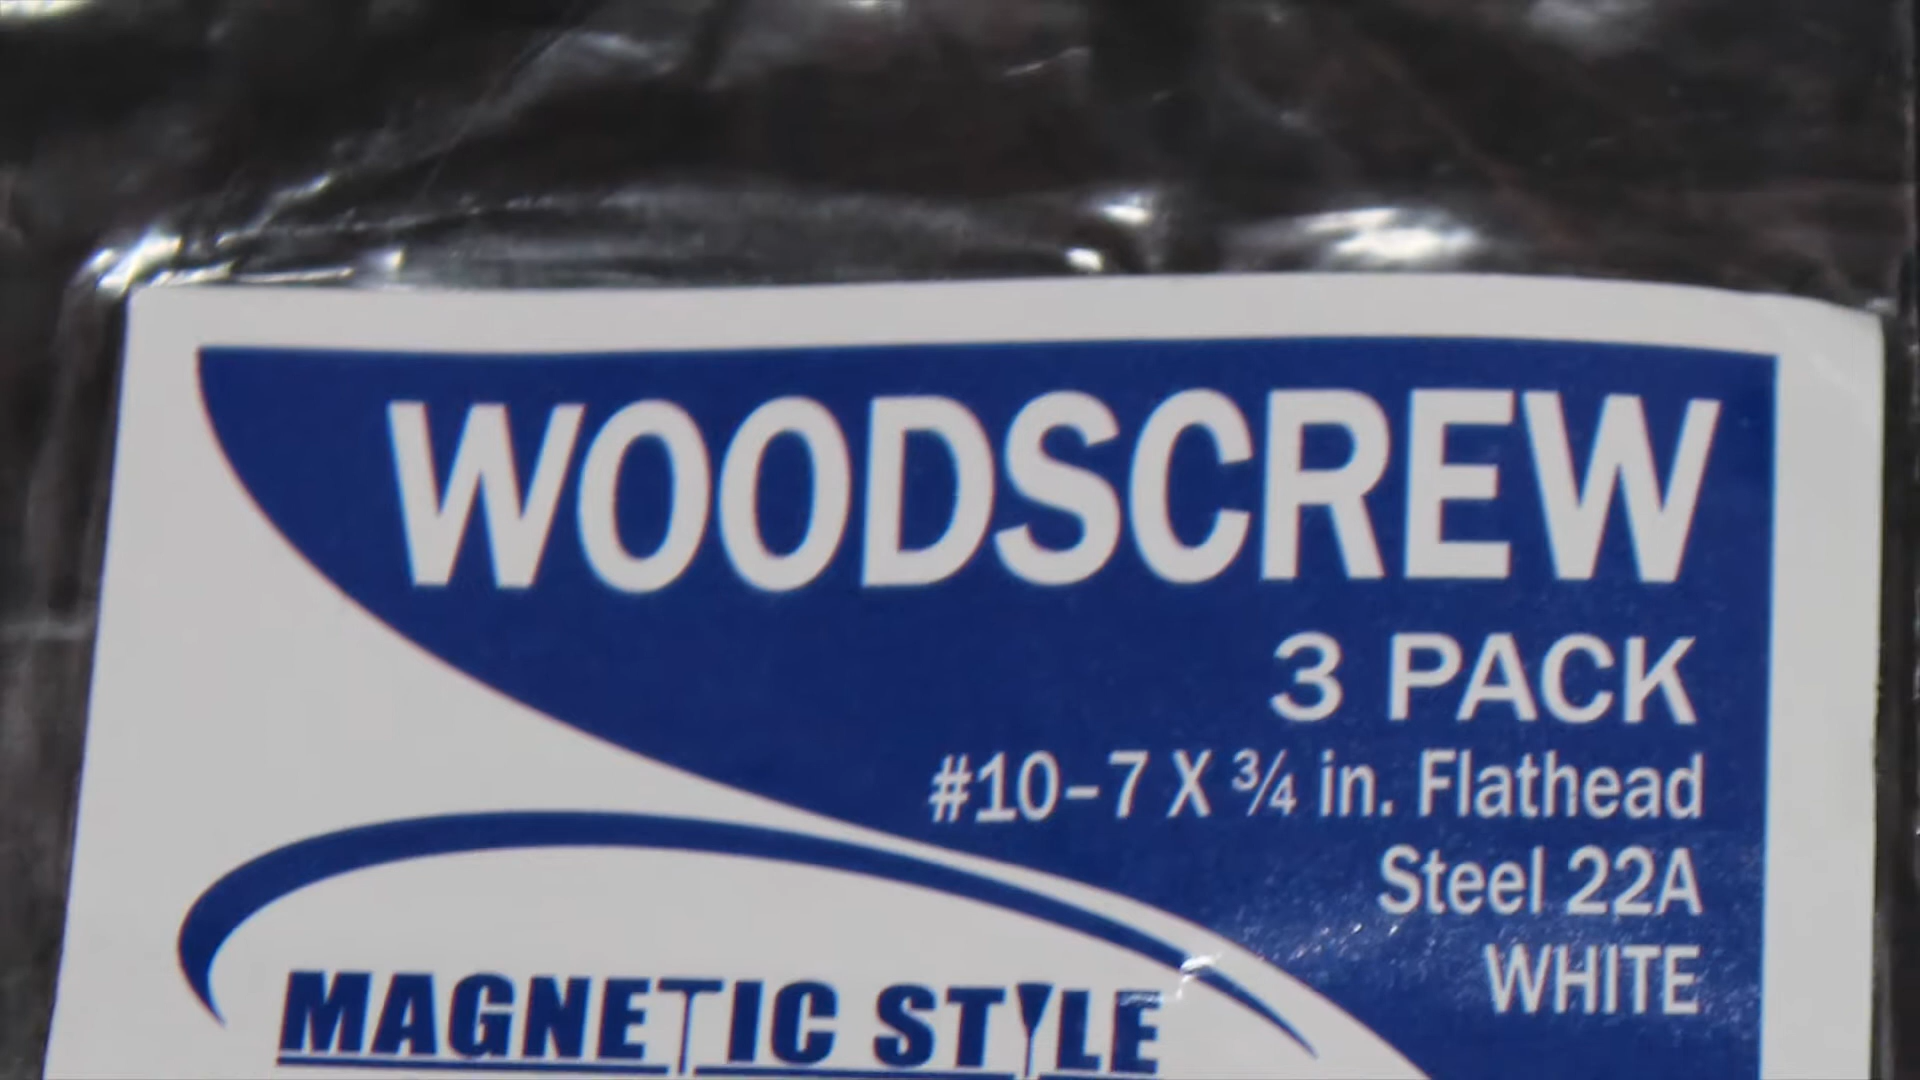 WOODSCREW
3 PACK
#10–7 X ¾ in. Flathead
Steel 22A
WHITE
MAGNETIC STYLE